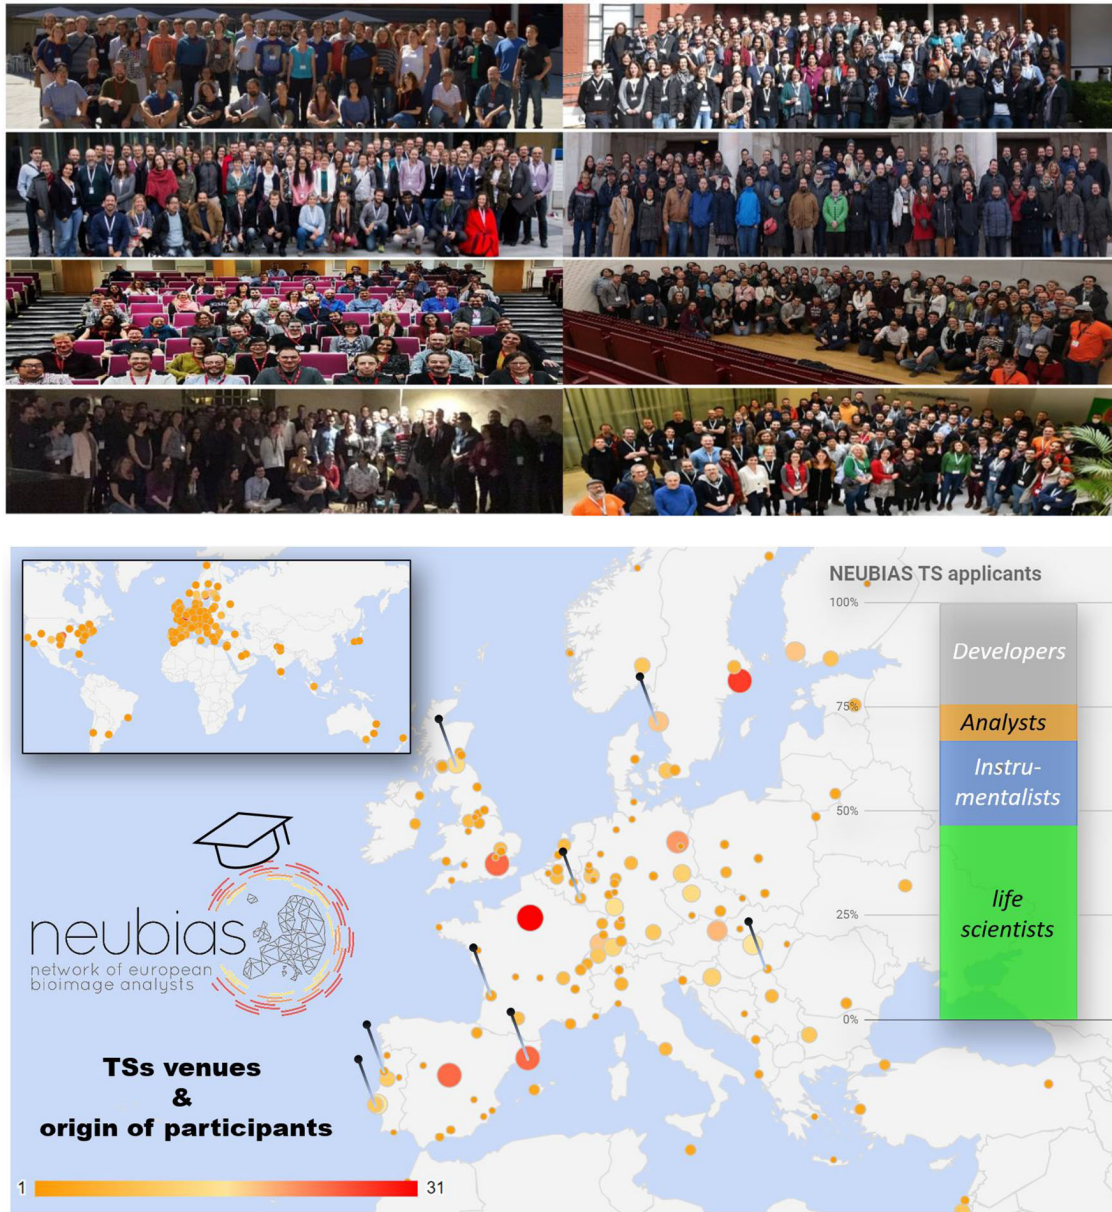 NEUBIAS TS applicants
100%
Developers
75%
Analysts
Instru-
mentalists
50%
25%
life
scientists
0%
neubias
network of european
bioimage analysts
TSs venues
&
origin of participants
1
31